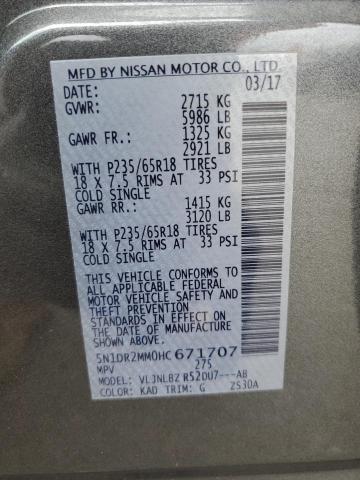 MFD BY NISSAN MOTOR CO., LTD.
DATE: 03/17
GVWR: 2715 KG
5986 LB
GAWR FR.: 1325 KG
2921 LB
WITH P235/65R18 TIRES
18 X 7.5 RIMS AT 33 PSI
COLD SINGLE
GAWR RR.: 1415 KG
3120 LB
WITH P235/65R18 TIRES
18 X 7.5 RIMS AT 33 PSI
COLD SINGLE
THIS VEHICLE CONFORMS TO
ALL APPLICABLE FEDERAL
MOTOR VEHICLE SAFETY
AND THEFT PREVENTION
STANDARDS IN EFFECT ON
THE DATE OF MANUFACTURE
SHOWN ABOVE.
5N1DR2MM0HC671707
MPV 275
MODEL: VLJNLBZ R52DU7---AB
COLOR: KAD TRIM: G ZS30A